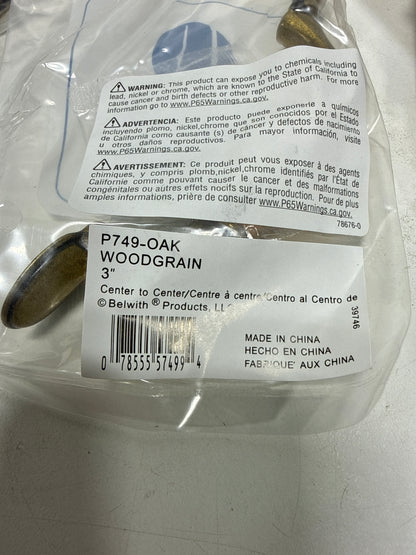 ⚠ WARNING: This product can expose you to chemicals including
lead, nickel or chrome, which are known to the State of California to
cause cancer and birth defects or other reproductive harm. For more
information go to www.P65Warnings.ca.gov.
⚠ ADVERTENCIA: Este producto puede exponerle a químicos
incluyendo plomo, nickel,chrome que son conocidos por el Estado
de California como causante (s) de cáncer y defectos de nacimiento
u otros daños reproductivos. Para mayor información, visite
www.P65Warnings.ca.gov.
⚠ AVERTISSEMENT: Ce produit peut vous exposer à des agents
chimiques, y compris plomb,nickel,chrome identifiés par l'État de
Californie comme pouvant causer le cancer et des malformations
congénitales ou autres effets nocifs sur la reproduction. Pour de plus
amples informations, prière de consulter www.P65Warnings.ca.gov.
78676-0
P749-OAK
WOODGRAIN
3"
Center to Center/Centre à centre/Centro al Centro de
©Belwith ® Products, LLC
39746
MADE IN CHINA
HECHO EN CHINA
FABRIQUE' AUX CHINA
0 78555 57499 4